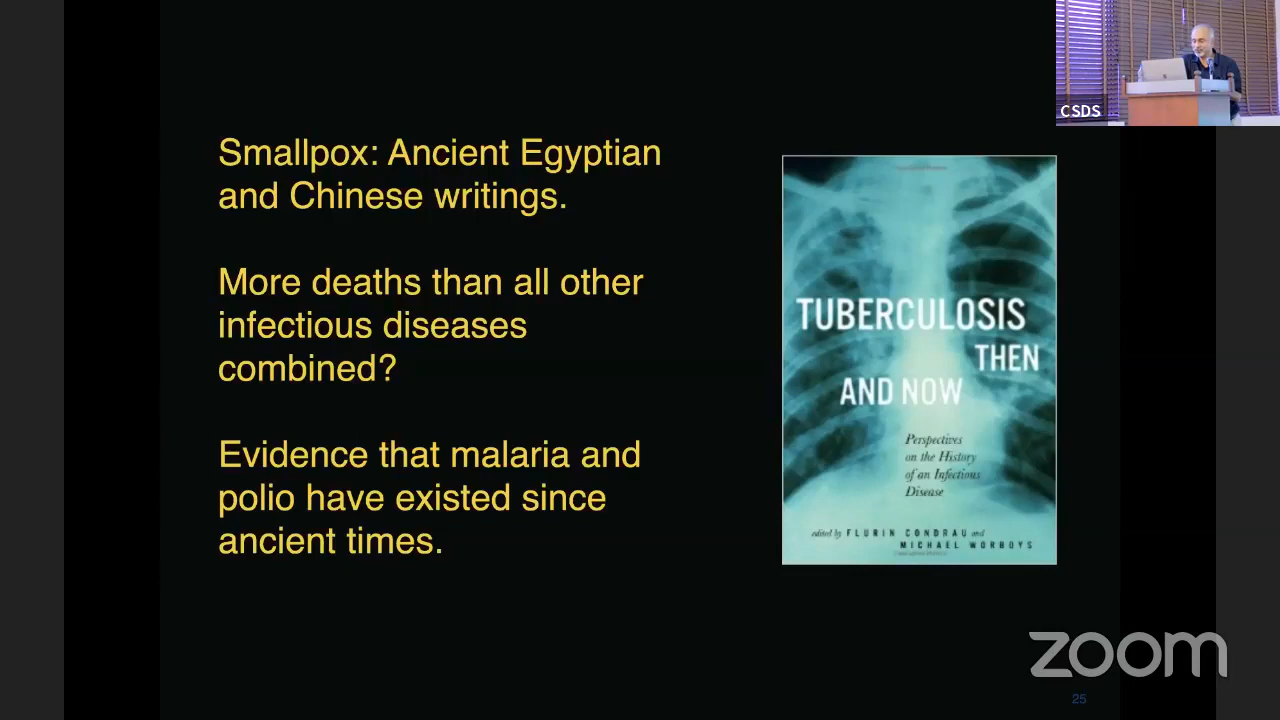 CSDS
Smallpox: Ancient Egyptian
and Chinese writings.
More deaths than all other
infectious diseases
combined?
Evidence that malaria and
polio have existed since
ancient times.
TUBERCULOSIS
THEN
AND NOW
Perspectives
on the History
of an Infectious
Disease
edited by FLURIN CONDRAU and
MICHAEL WORBOYS
zoom
25